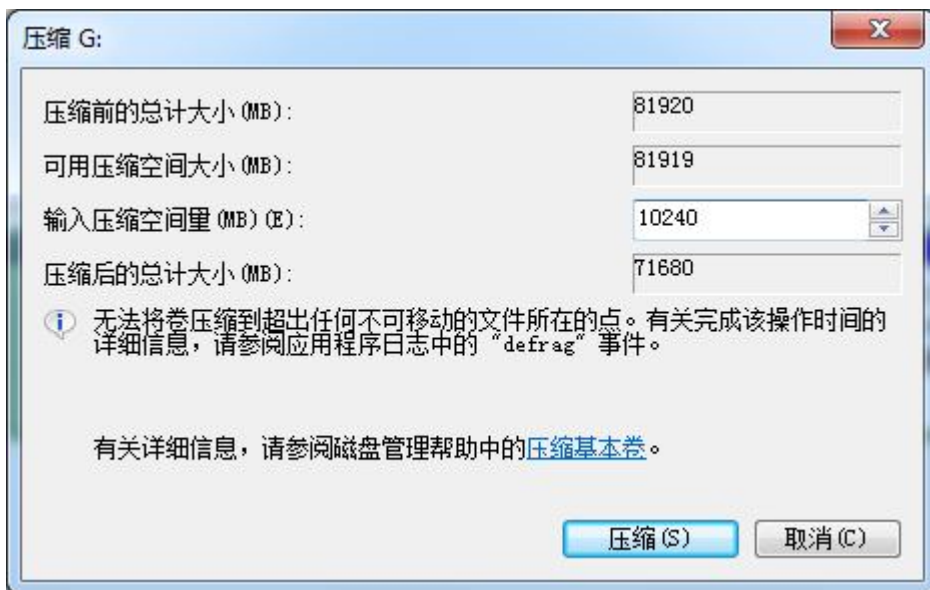 压缩 G:
压缩前的总计大小(MB): 81920
可用压缩空间大小(MB): 81919
输入压缩空间量(MB)(E): 10240
压缩后的总计大小(MB): 71680
无法将卷压缩到超出任何不可移动的文件所在的点。有关完成该操作时间的
详细信息，请参阅应用程序日志中的“defrag”事件。
有关详细信息，请参阅磁盘管理帮助中的压缩基本卷。
压缩(S) 取消(C)